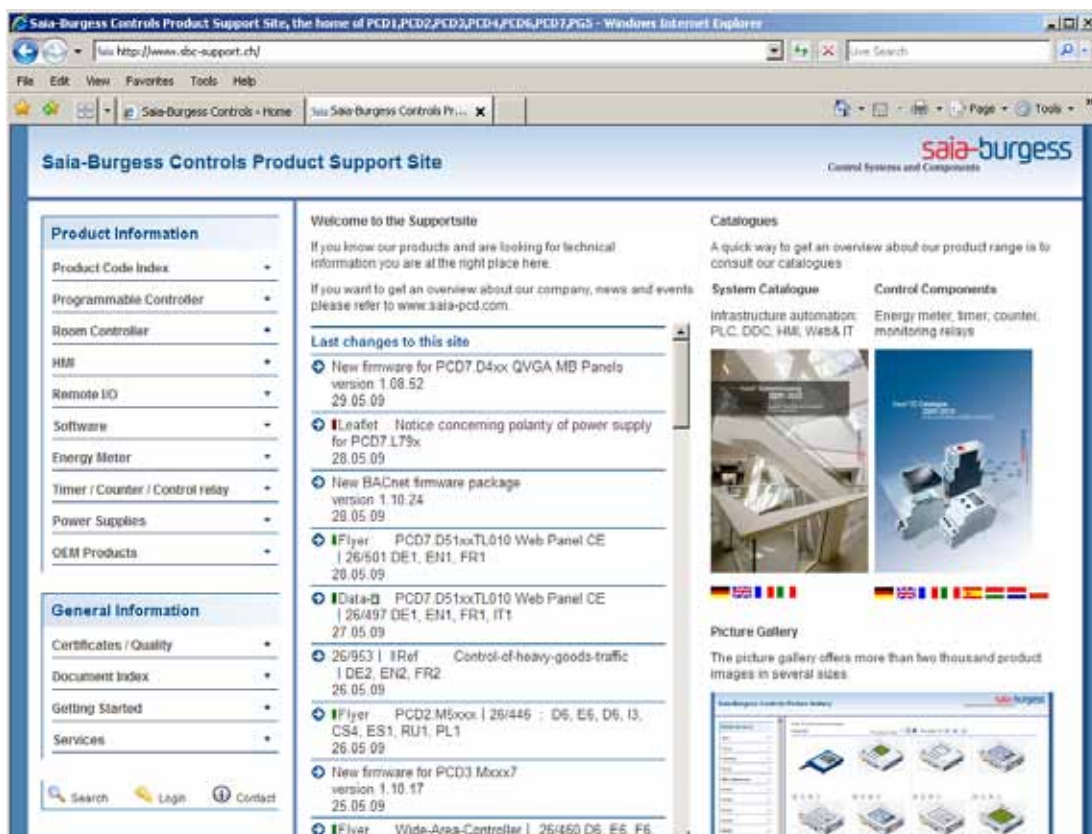 Saia-Burgess Controls Product Support Site, the home of PCD1,PCD2,PCD3,PCD4,PCD6,PCD7,PG5 - Windows Internet Explorer
http://www.sbc-support.ch/
Live Search
File Edit View Favorites Tools Help
Saia-Burgess Controls - Home
Saia-Burgess Controls Pr...
Page
Tools
Saia-Burgess Controls Product Support Site
saia-burgess
Control Systems and Components
Product Information
Product Code Index
Programmable Controller
Room Controller
HMI
Remote I/O
Software
Energy Meter
Timer / Counter / Control relay
Power Supplies
OEM Products
General Information
Certificates / Quality
Document Index
Getting Started
Services
Search
Login
Contact
Welcome to the Supportsite
If you know our products and are looking for technical
information you are at the right place here.
If you want to get an overview about our company, news and events
please refer to www.saia-pcd.com.
Last changes to this site
New firmware for PCD7.D4xx QVGA MB Panels
version 1.08.52
29.05.09
Leaflet Notice concerning polarity of power supply
for PCD7.L79x
28.05.09
New BACnet firmware package
version 1.10.24
28.05.09
Flyer PCD7.D51xxTL010 Web Panel CE
| 26/501 DE1, EN1, FR1
28.05.09
Data- PCD7.D51xxTL010 Web Panel CE
| 26/497 DE1, EN1, FR1, IT1
27.05.09
26/953 | Ref Control-of-heavy-goods-traffic
| DE2, EN2, FR2
26.05.09
Flyer PCD2.M5xxx | 26/446 : D6, E6, D6, I3,
CS4, ES1, RU1, PL1
26.05.09
New firmware for PCD3.Mxxx7
version 1.10.17
25.05.09
Flyer Wide-Area-Controller | 26/460 D6, E6, F6,
Catalogues
A quick way to get an overview about our product range is to
consult our catalogues
System Catalogue
Infrastructure automation:
PLC, DDC, HMI, Web& IT
Control Components
Energy meter, timer, counter,
monitoring relays
Picture Gallery
The picture gallery offers more than two thousand product
images in several sizes
Saia-Burgess Controls Picture Gallery
saia-burgess